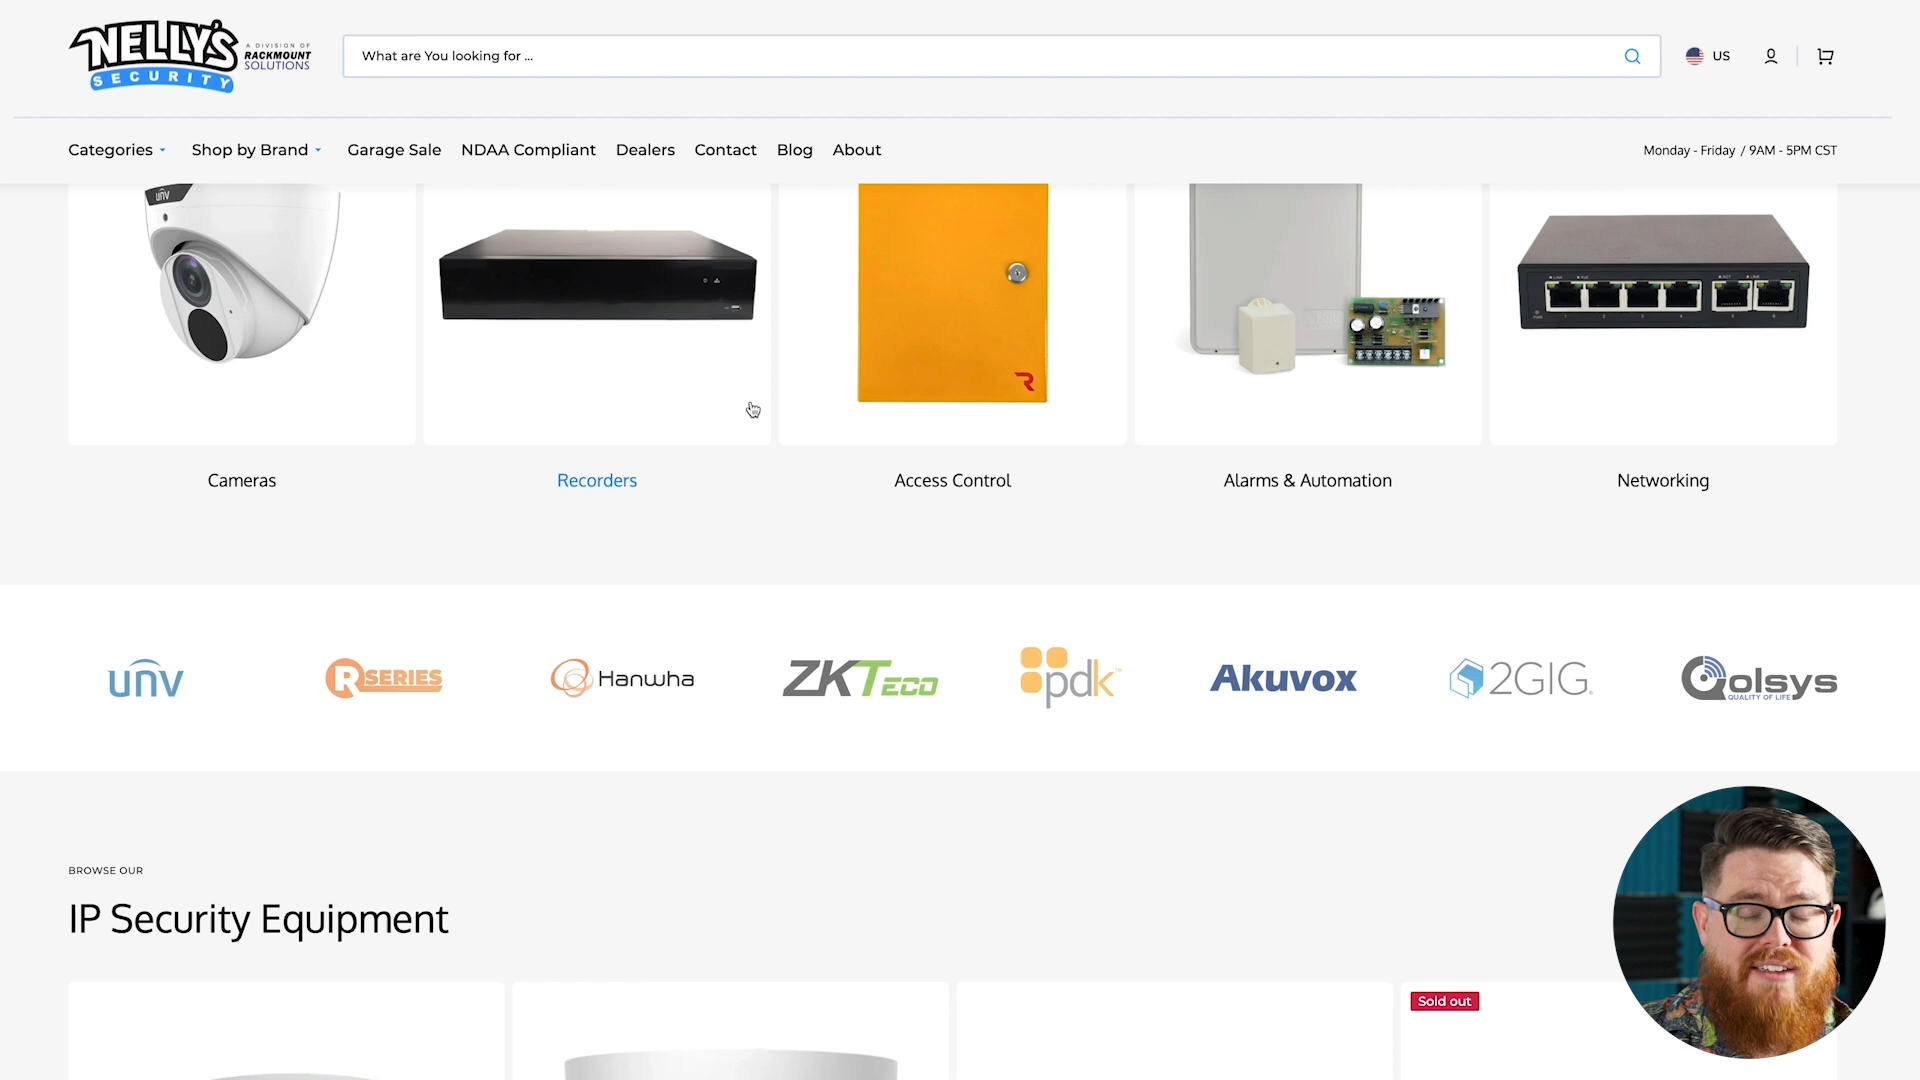 NELLY'S
SECURITY
A DIVISION OF
RACKMOUNT
SOLUTIONS
What are You looking for ...
US
Categories
Shop by Brand
Garage Sale
NDAA Compliant
Dealers
Contact
Blog
About
Monday - Friday / 9AM - 5PM CST
unv
R
Cameras
Recorders
Access Control
Alarms & Automation
Networking
unv
R SERIES
Hanwha
ZKTeco
pdk
Akuvox
2GIG
Qolsys
QUALITY OF LIFE
BROWSE OUR
IP Security Equipment
Sold out